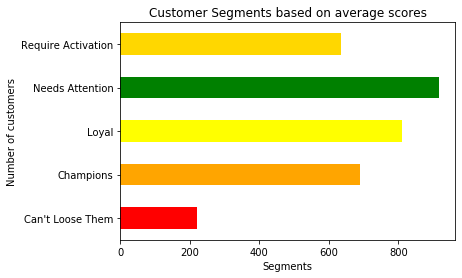 Customer Segments based on average scores
Number of customers
Require Activation
Needs Attention
Loyal
Champions
Can't Loose Them
0 200 400 600 800
Segments